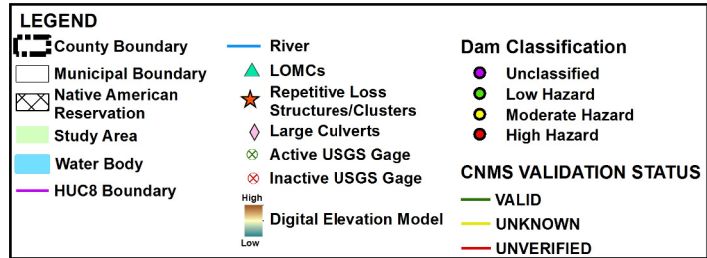 LEGEND
County Boundary
Municipal Boundary
Native American
Reservation
Study Area
Water Body
HUC8 Boundary
River
LOMCs
Repetitive Loss
Structures/Clusters
Large Culverts
Active USGS Gage
Inactive USGS Gage
High
Digital Elevation Model
Low
Dam Classification
Unclassified
Low Hazard
Moderate Hazard
High Hazard
CNMS VALIDATION STATUS
VALID
UNKNOWN
UNVERIFIED